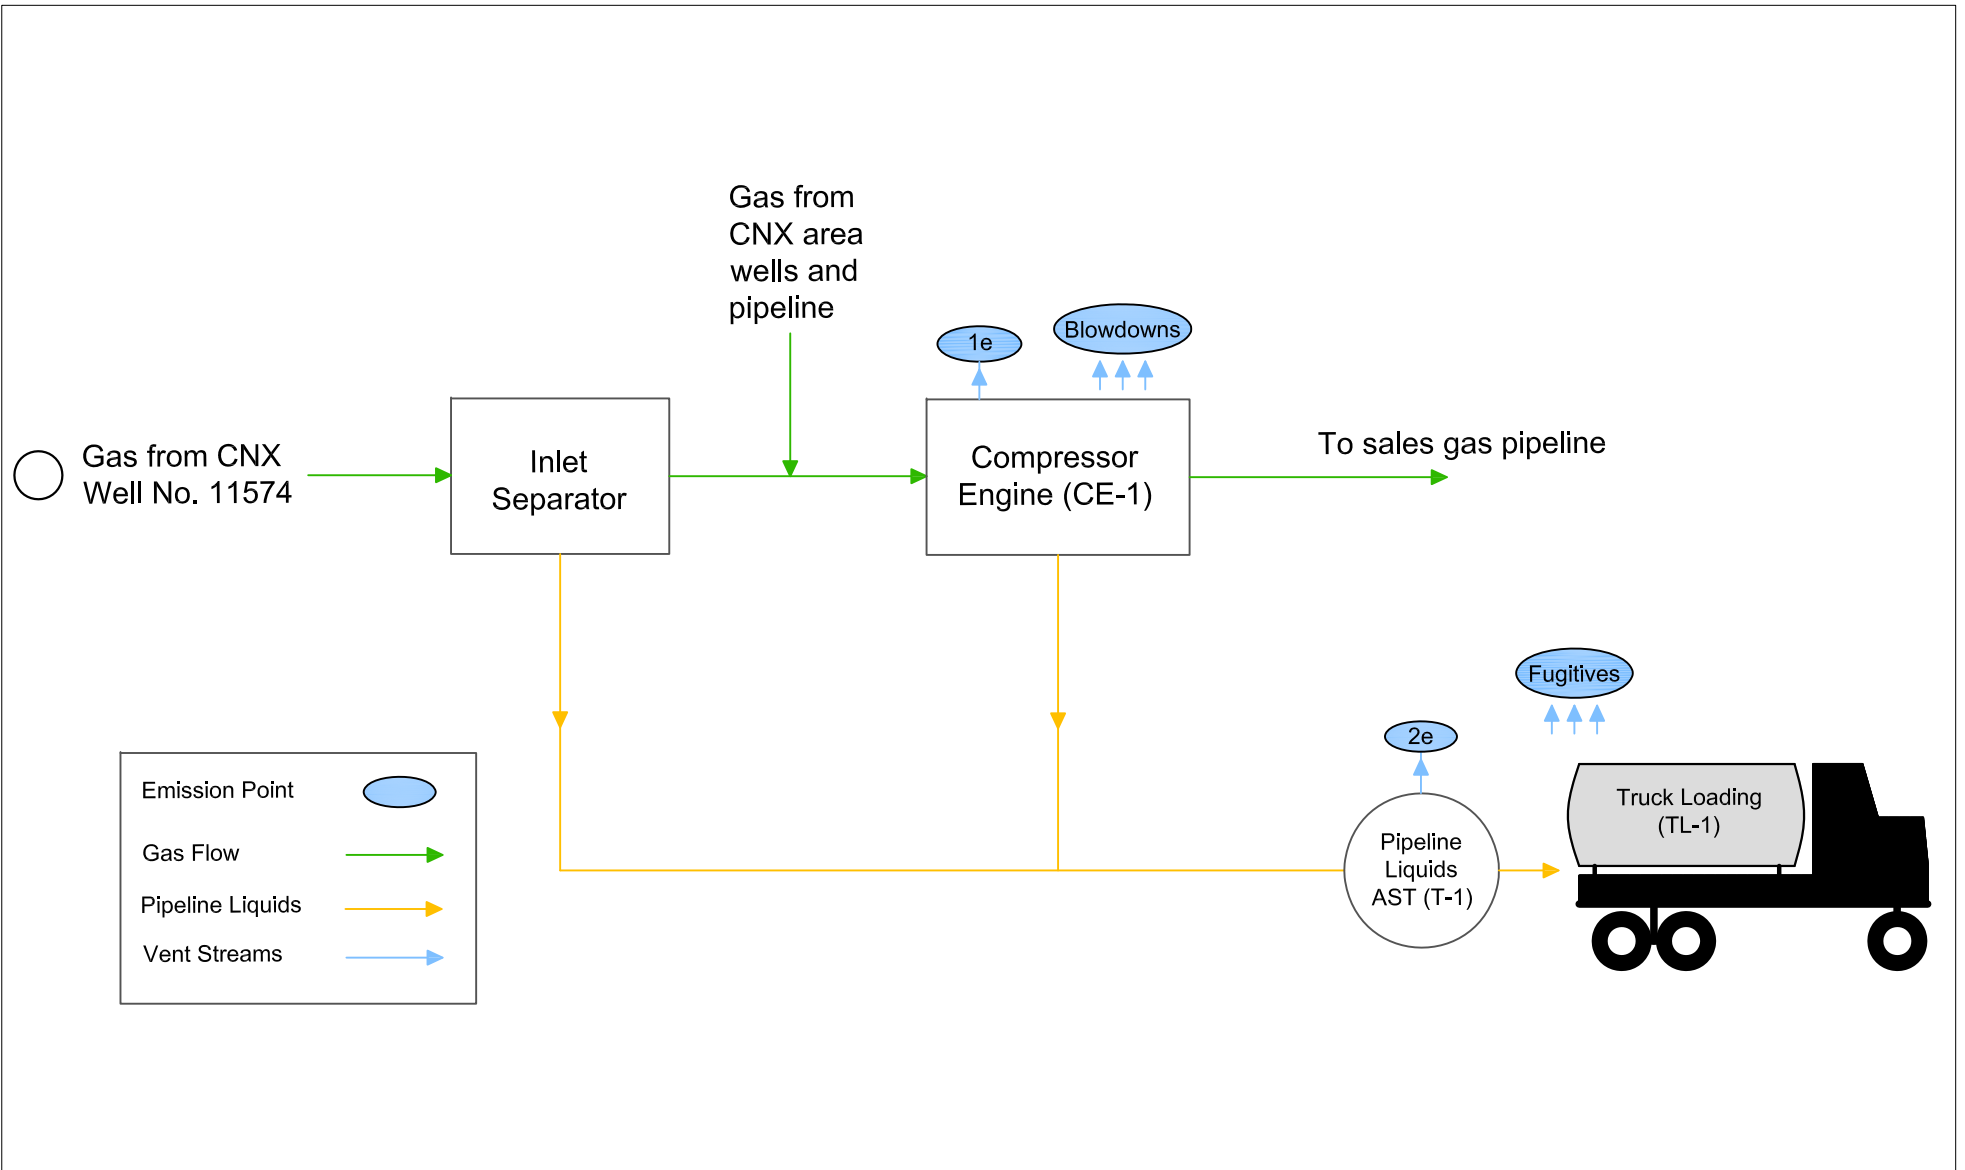 Gas from
CNX area
wells and
pipeline
1e
Blowdowns
Gas from CNX
Well No. 11574
Inlet
Separator
Compressor
Engine (CE-1)
To sales gas pipeline
Fugitives
2e
Truck Loading
(TL-1)
Pipeline
Liquids
AST (T-1)
Emission Point
Gas Flow
Pipeline Liquids
Vent Streams